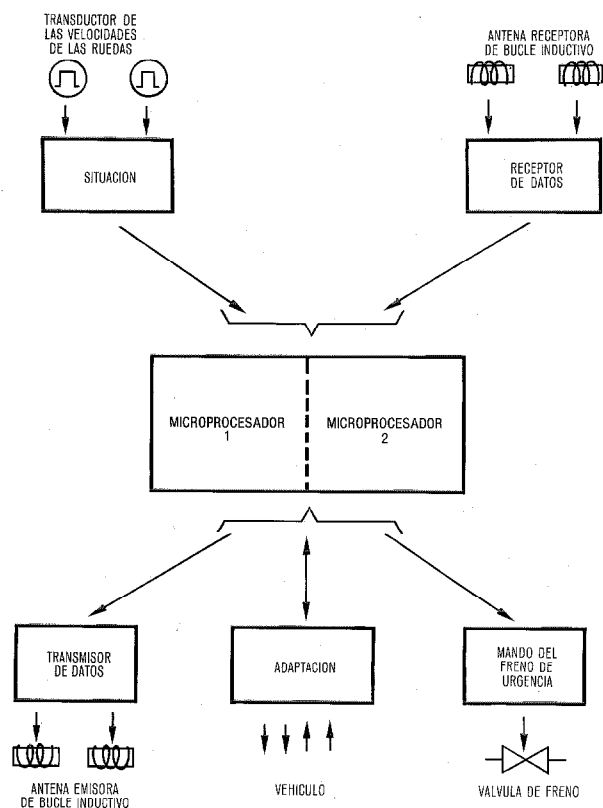 TRANSDUCTOR DE
LAS VELOCIDADES
DE LAS RUEDAS
ANTENA RECEPTORA
DE BUCLE INDUCTIVO
SITUACION
RECEPTOR
DE DATOS
MICROPROCESADOR
1
MICROPROCESADOR
2
TRANSMISOR
DE DATOS
ADAPTACION
MANDO DEL
FRENO DE
URGENCIA
ANTENA EMISORA
DE BUCLE INDUCTIVO
VEHICULO
VALVULA DE FRENO